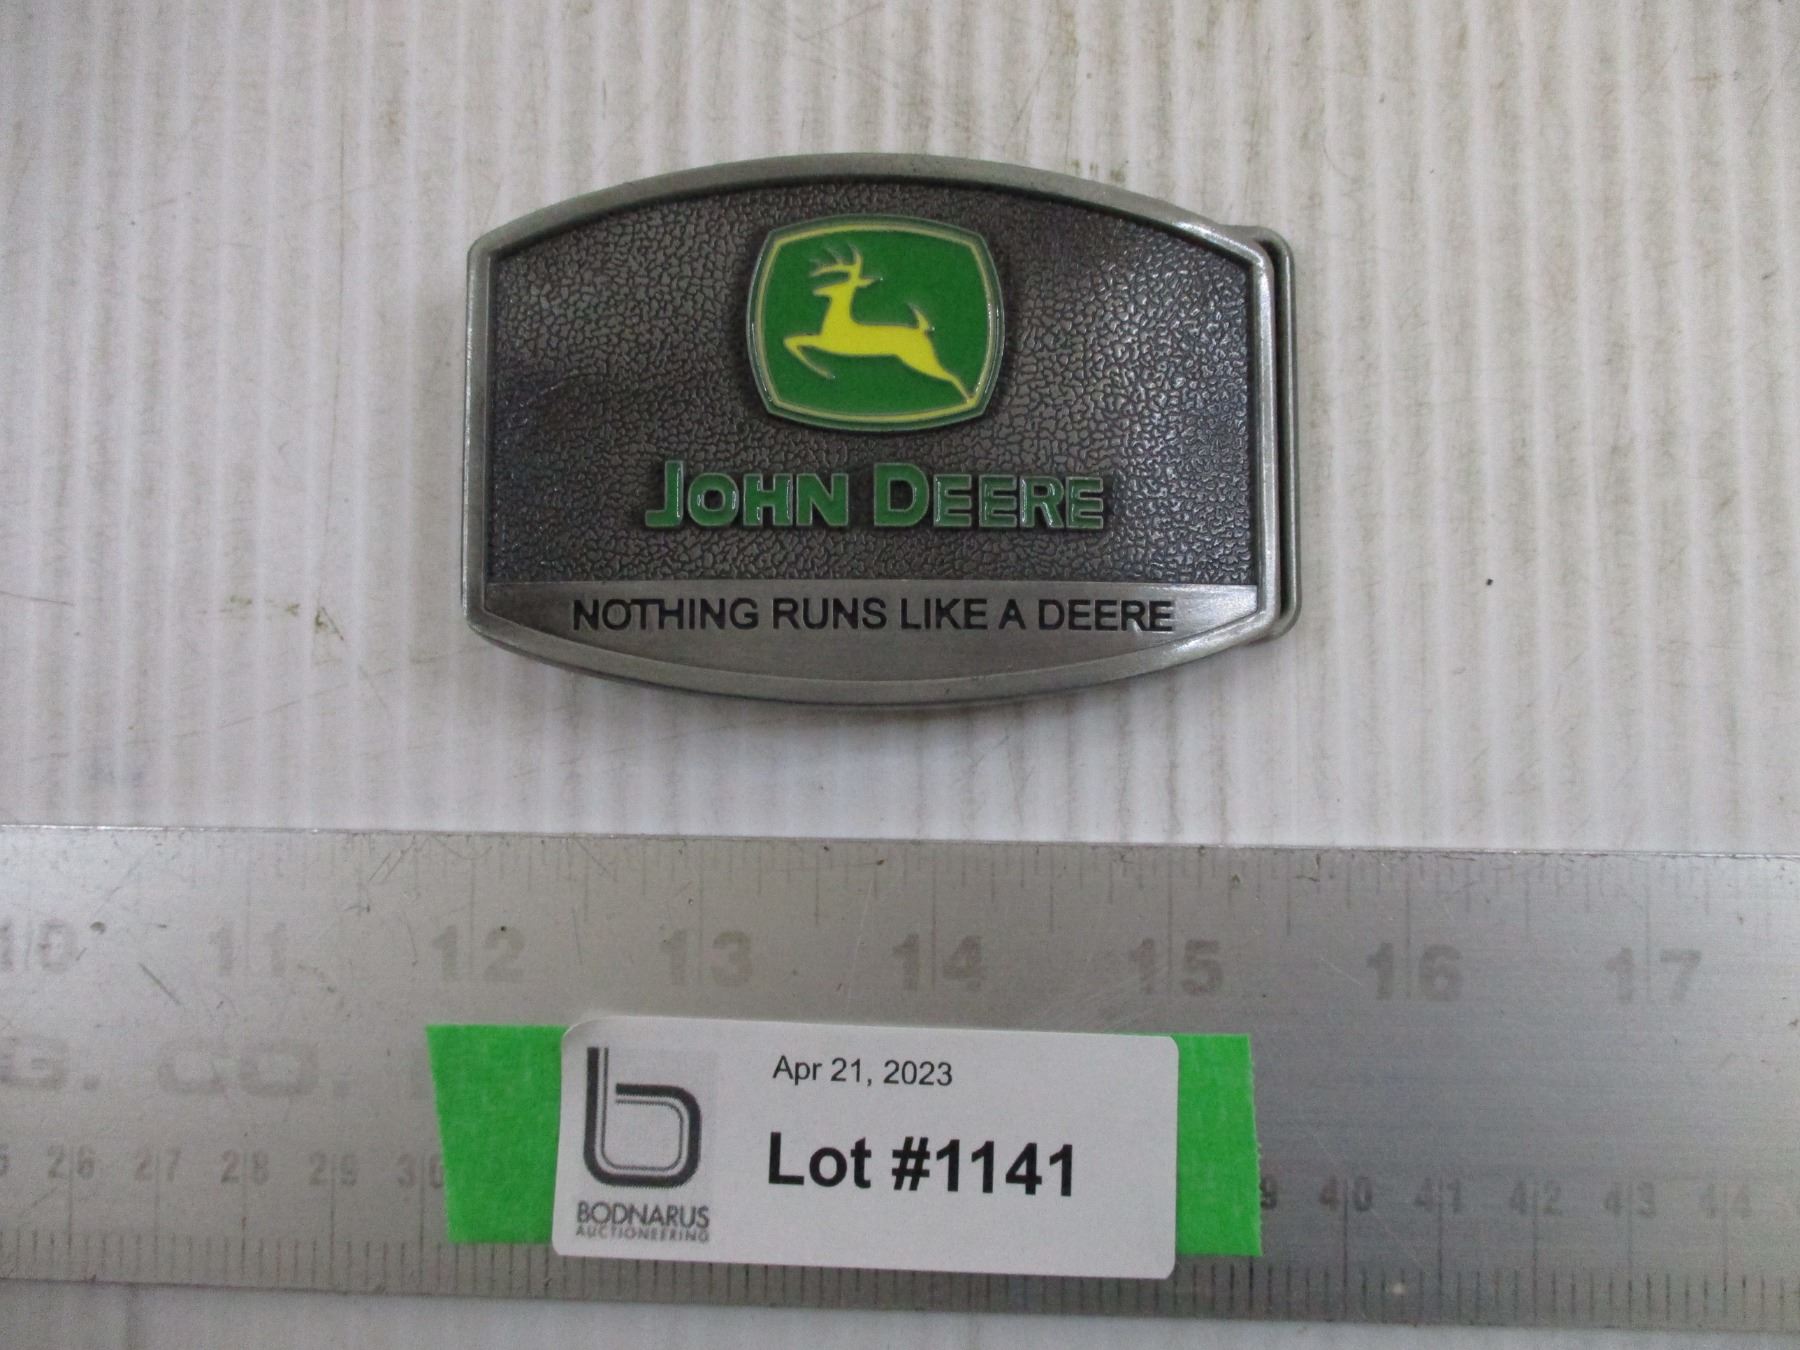 JOHN DEERE
NOTHING RUNS LIKE A DEERE
10 11 12 13 14 15 16 17
Apr 21, 2023
Lot #1141
BODNARUS
AUCTIONEERING
26 27 28 29 40 41 42 43 44